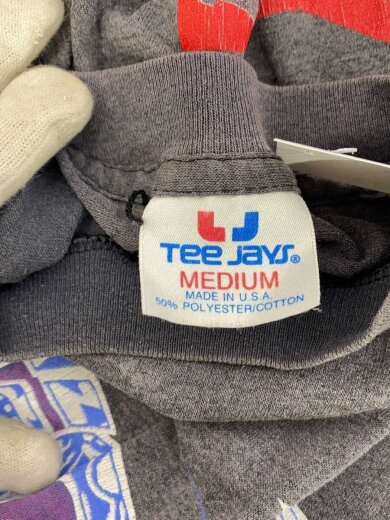 TEE JAYS®
MEDIUM
MADE IN U.S.A.
50% POLYESTER/COTTON